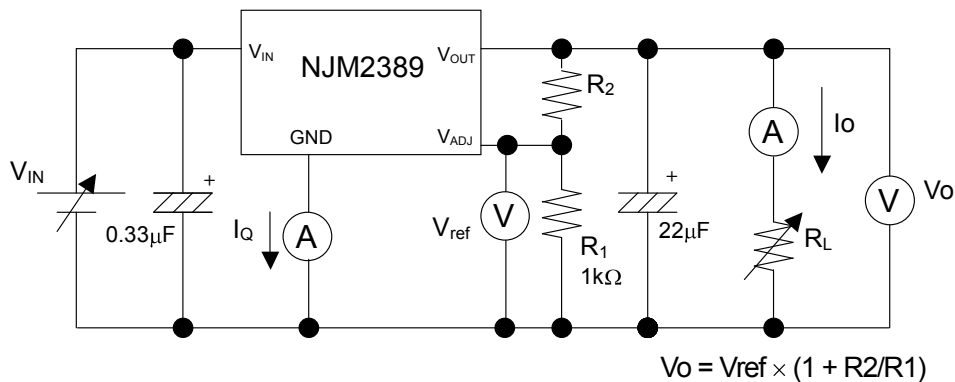 V_IN
NJM2389
V_OUT
GND
V_ADJ
R_2
A
Io
V_IN
+
0.33μF
I_Q
A
V_ref
V
R_1
1kΩ
+
22μF
R_L
V
Vo
Vo = Vref × (1 + R2/R1)